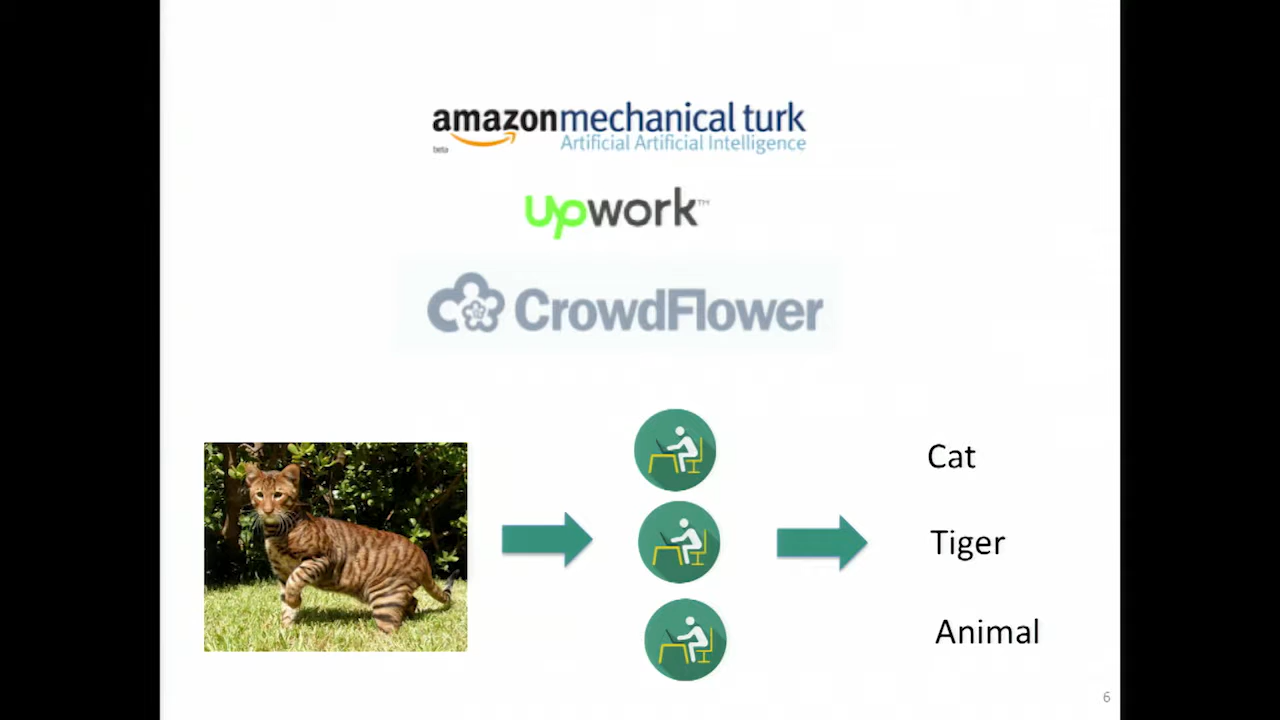 amazonmechanical turk
beta
Artificial Artificial Intelligence
upwork™
CrowdFlower
Cat
Tiger
Animal
6